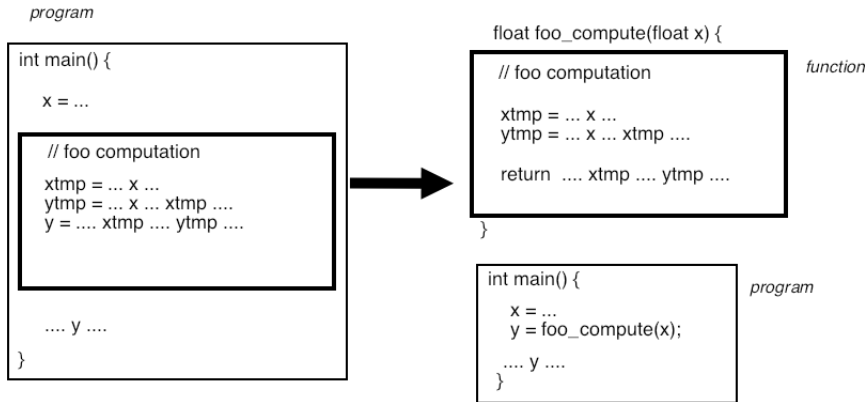 program
int main() {
x = ...
// foo computation
xtmp = ... x ...
ytmp = ... x ... xtmp ....
y = .... xtmp .... ytmp ....
.... y ....
}
float foo_compute(float x) {
function
// foo computation
xtmp = ... x ...
ytmp = ... x ... xtmp ....
return .... xtmp .... ytmp ....
}
int main() {
program
x = ...
y = foo_compute(x);
.... y ....
}